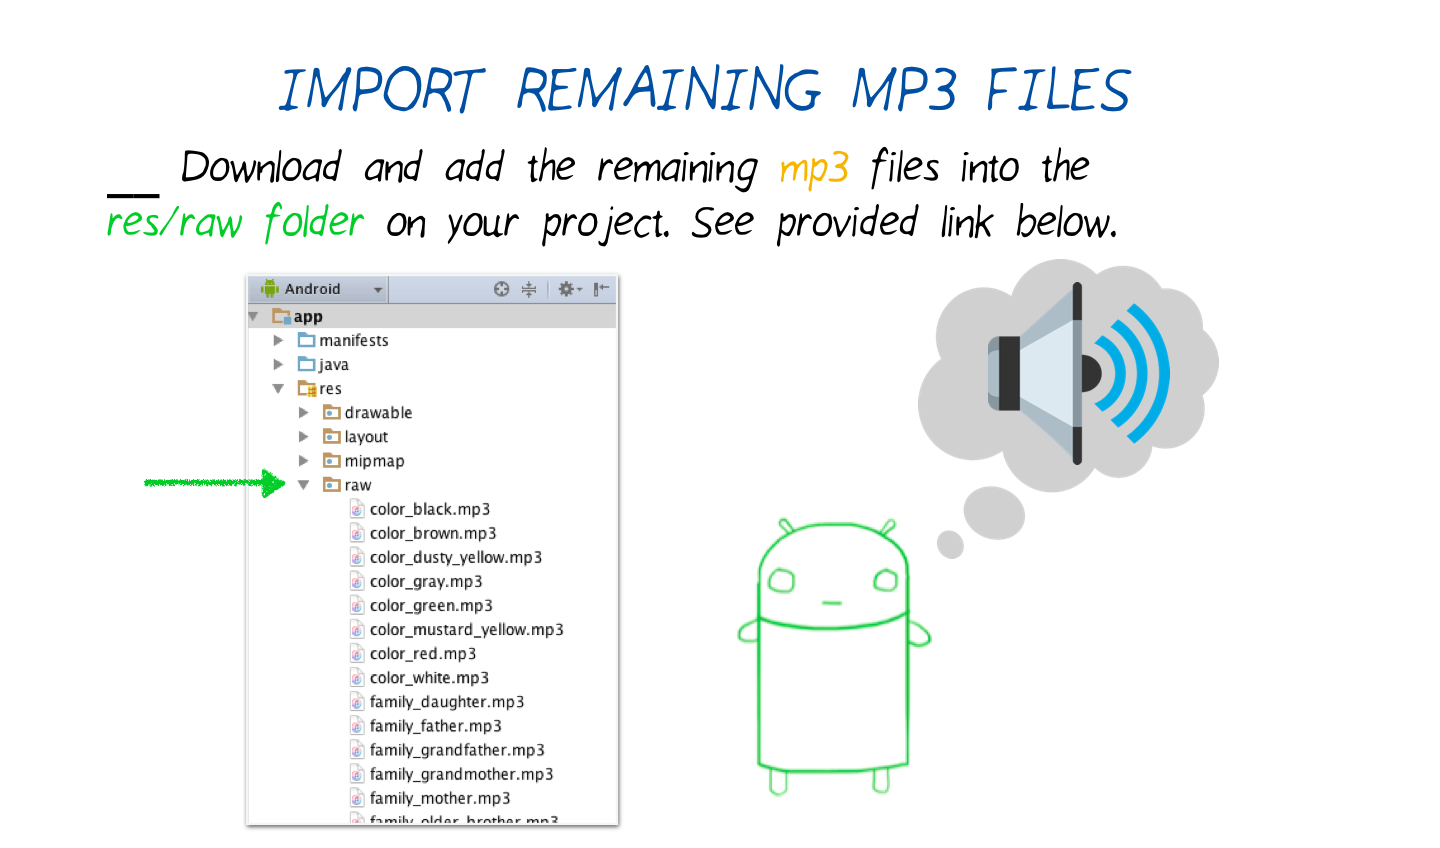 IMPORT REMAINING MP3 FILES
__ Download and add the remaining mp3 files into the
res/raw folder on your project. See provided link below.
Android
app
manifests
java
res
drawable
layout
mipmap
raw
color_black.mp3
color_brown.mp3
color_dusty_yellow.mp3
color_gray.mp3
color_green.mp3
color_mustard_yellow.mp3
color_red.mp3
color_white.mp3
family_daughter.mp3
family_father.mp3
family_grandfather.mp3
family_grandmother.mp3
family_mother.mp3
family_older_brother.mp3